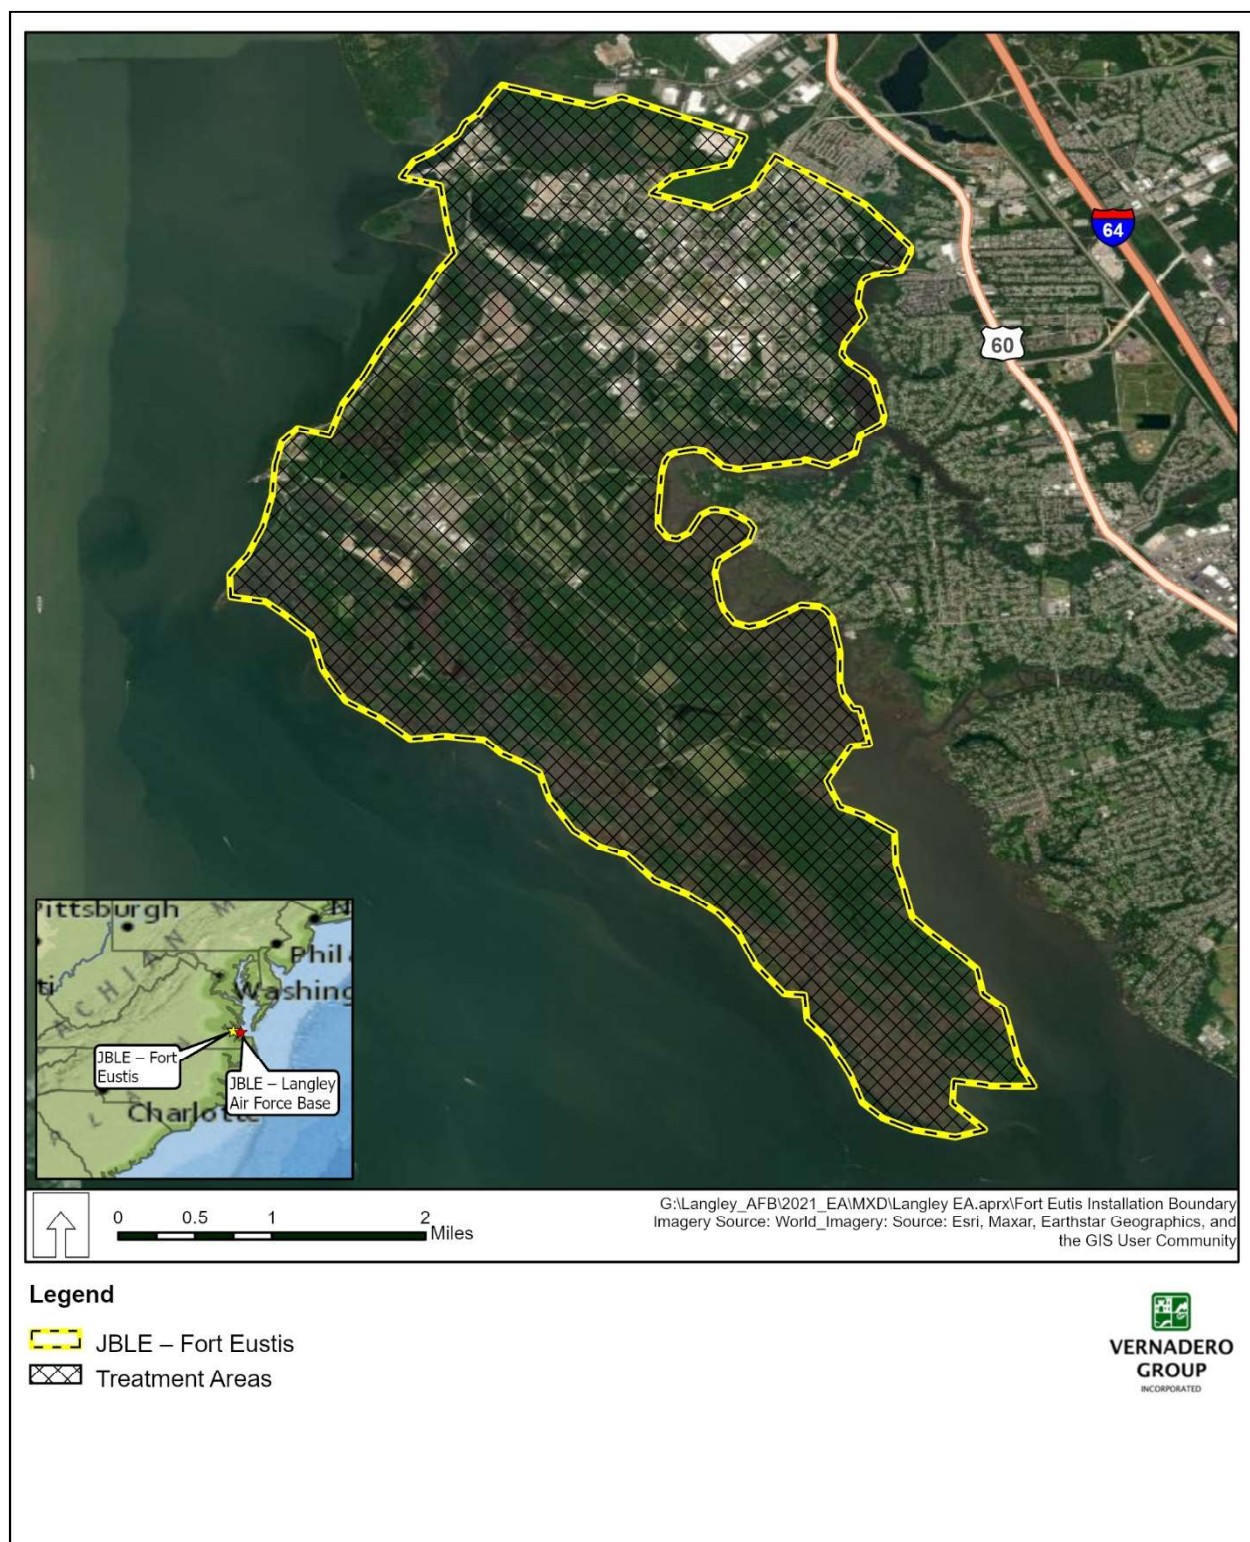 64
60
Pittsburgh
Phil
Washing
ACHIAN M
JBLE – Fort
Eustis
JBLE – Langley
Air Force Base
Charlotte
0 0.5 1 2
Miles
G:\Langley_AFB\2021_EA\MXD\Langley EA.aprx\Fort Eutis Installation Boundary
Imagery Source: World_Imagery: Source: Esri, Maxar, Earthstar Geographics, and
the GIS User Community
Legend
JBLE – Fort Eustis
Treatment Areas
VERNADERO
GROUP
INCORPORATED